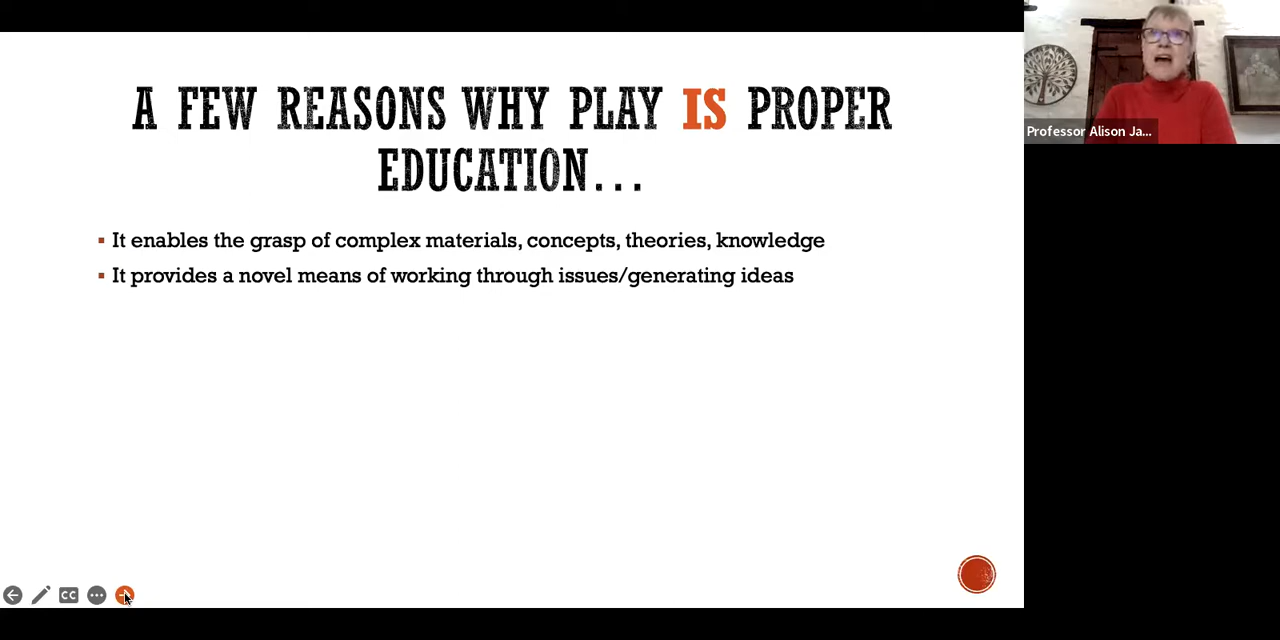 A FEW REASONS WHY PLAY IS PROPER
EDUCATION...
▪ It enables the grasp of complex materials, concepts, theories, knowledge
▪ It provides a novel means of working through issues/generating ideas
Professor Alison Ja...
CC